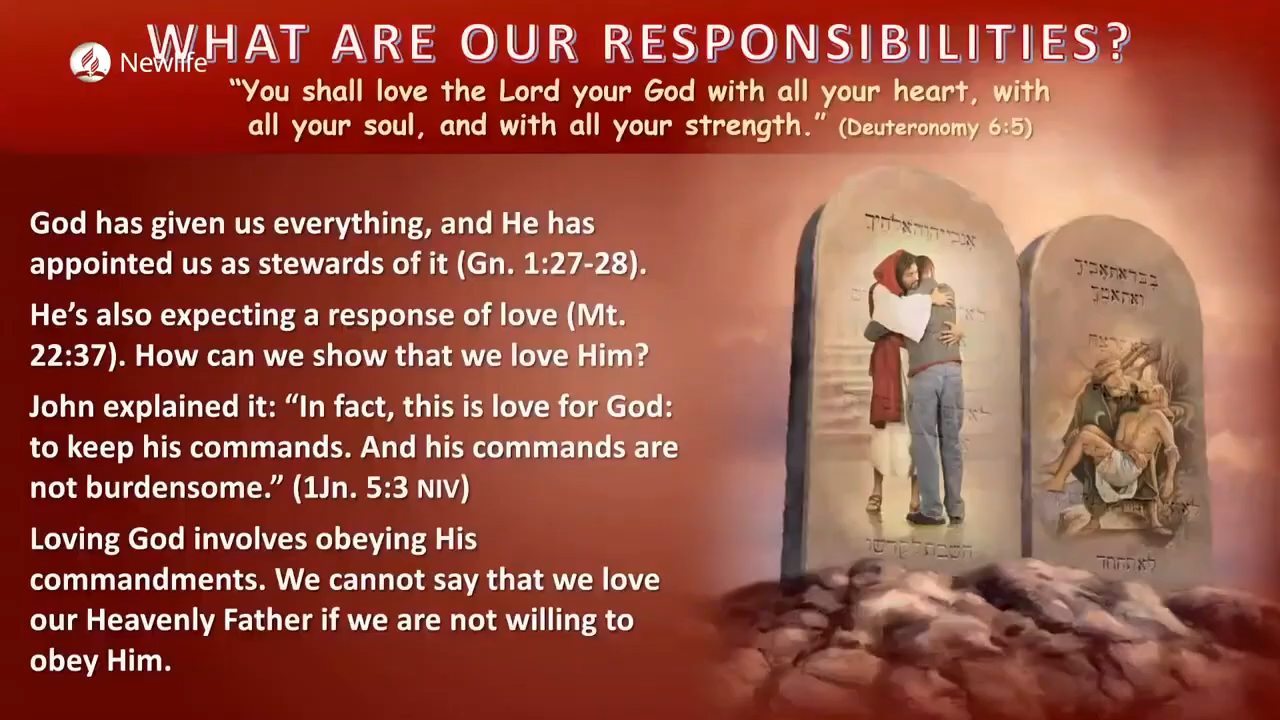 WHAT ARE OUR RESPONSIBILITIES?
Newlife
“You shall love the Lord your God with all your heart, with
all your soul, and with all your strength.” (Deuteronomy 6:5)
God has given us everything, and He has
appointed us as stewards of it (Gn. 1:27-28).
He’s also expecting a response of love (Mt.
22:37). How can we show that we love Him?
John explained it: “In fact, this is love for God:
to keep his commands. And his commands are
not burdensome.” (1Jn. 5:3 NIV)
Loving God involves obeying His
commandments. We cannot say that we love
our Heavenly Father if we are not willing to
obey Him.
אנכייהוהאלהיך
כבדאתאביך
ואתאמך
לאתחמד